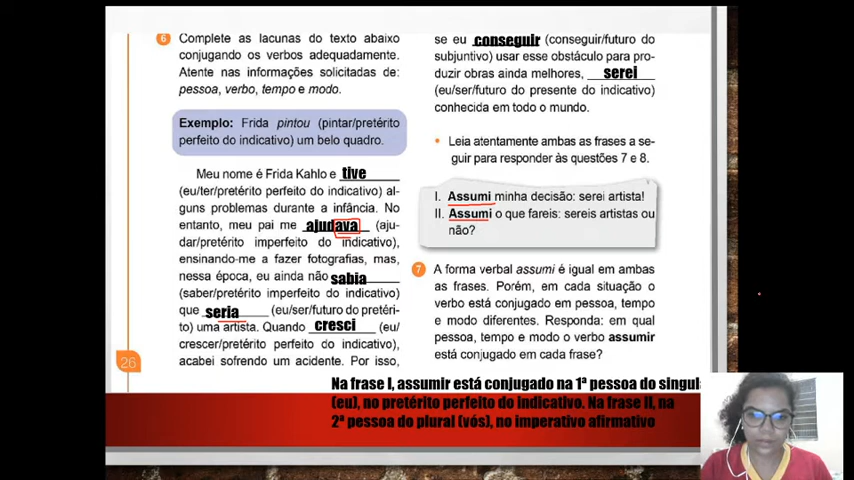 6 Complete as lacunas do texto abaixo
conjugando os verbos adequadamente.
Atente nas informações solicitadas de:
pessoa, verbo, tempo e modo.
Exemplo: Frida pintou (pintar/pretérito
perfeito do indicativo) um belo quadro.
Meu nome é Frida Kahlo e tive
(eu/ter/pretérito perfeito do indicativo) al-
guns problemas durante a infância. No
entanto, meu pai me ajudava (aju-
dar/pretérito imperfeito do indicativo),
ensinando-me a fazer fotografias, mas,
nessa época, eu ainda não sabia
(saber/pretérito imperfeito do indicativo)
que seria (eu/ser/futuro do pretéri-
to) uma artista. Quando cresci (eu/
crescer/pretérito perfeito do indicativo),
acabei sofrendo um acidente. Por isso,
26
se eu conseguir (conseguir/futuro do
subjuntivo) usar esse obstáculo para pro-
duzir obras ainda melhores, serei
(eu/ser/futuro do presente do indicativo)
conhecida em todo o mundo.
• Leia atentamente ambas as frases a se-
guir para responder às questões 7 e 8.
I. Assumi minha decisão: serei artista!
II. Assumi o que fareis: sereis artistas ou
não?
7 A forma verbal assumi é igual em ambas
as frases. Porém, em cada situação o
verbo está conjugado em pessoa, tempo
e modo diferentes. Responda: em qual
pessoa, tempo e modo o verbo assumir
está conjugado em cada frase?
Na frase I, assumir está conjugado na 1ª pessoa do singul
(eu), no pretérito perfeito do indicativo. Na frase II, na
2ª pessoa do plural (vós), no imperativo afirmativo